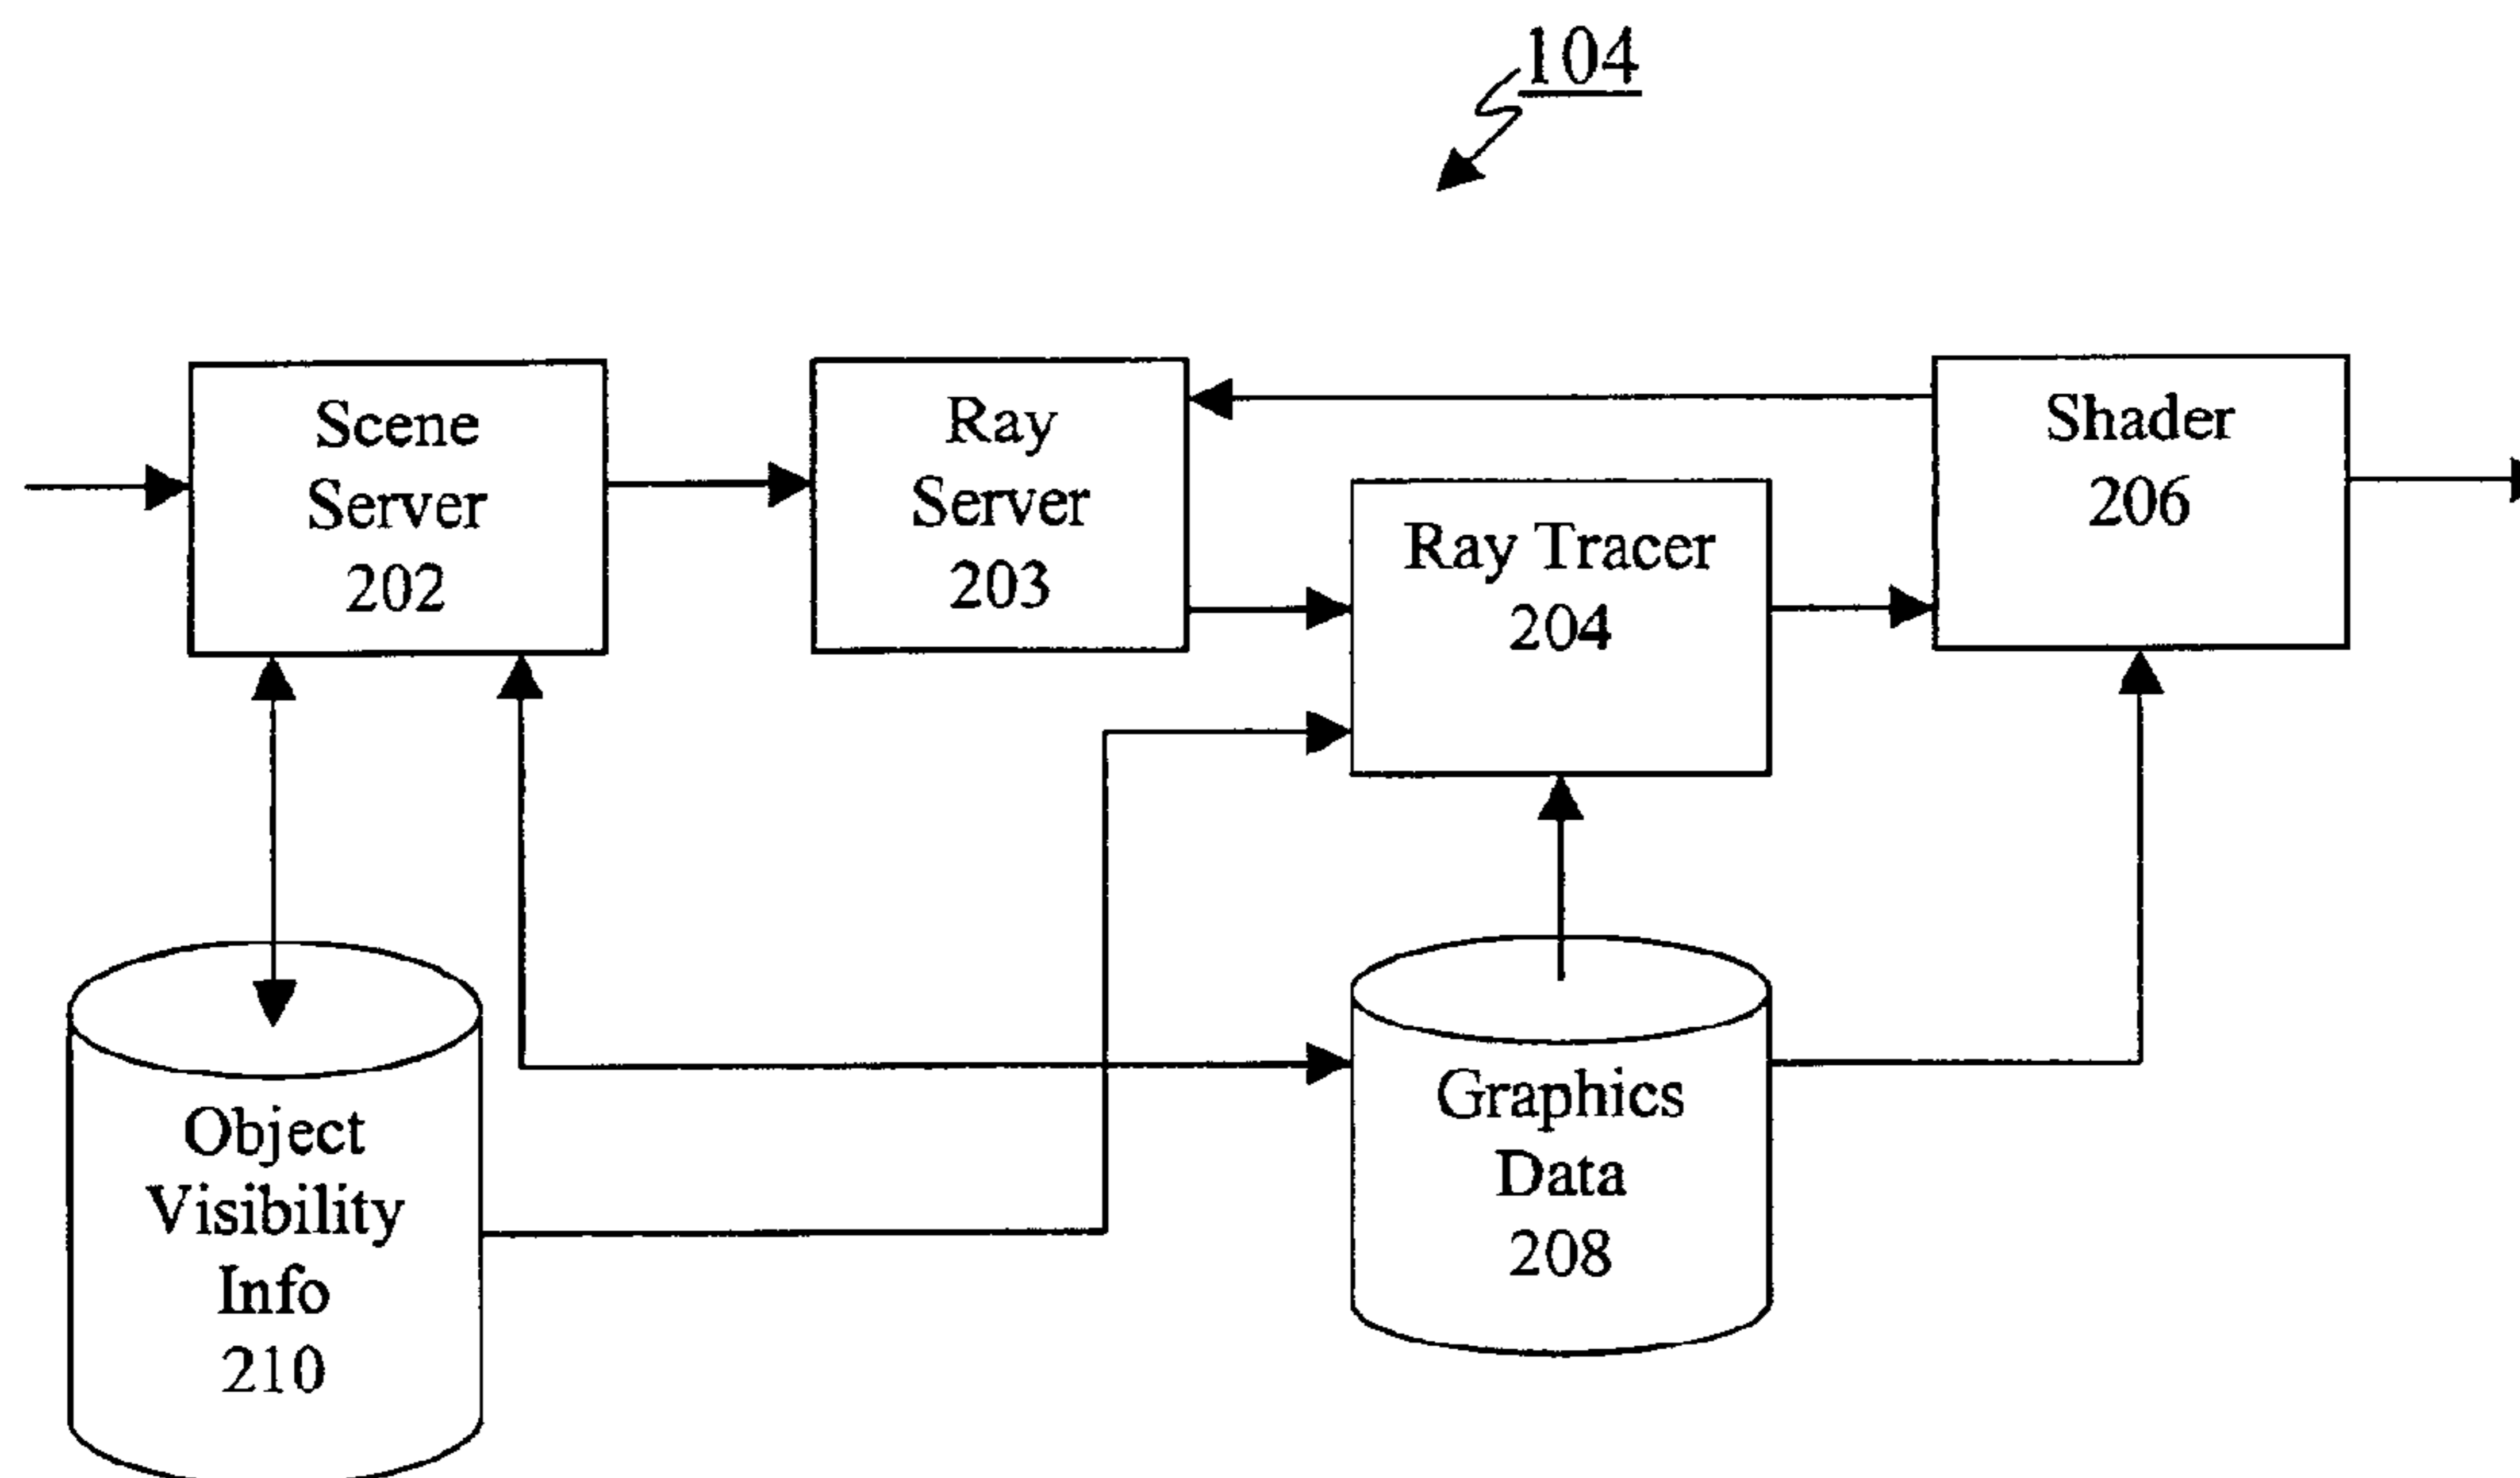 104
Scene
Server
202
Ray
Server
203
Ray Tracer
204
Shader
206
Object
Visibility
Info
210
Graphics
Data
208